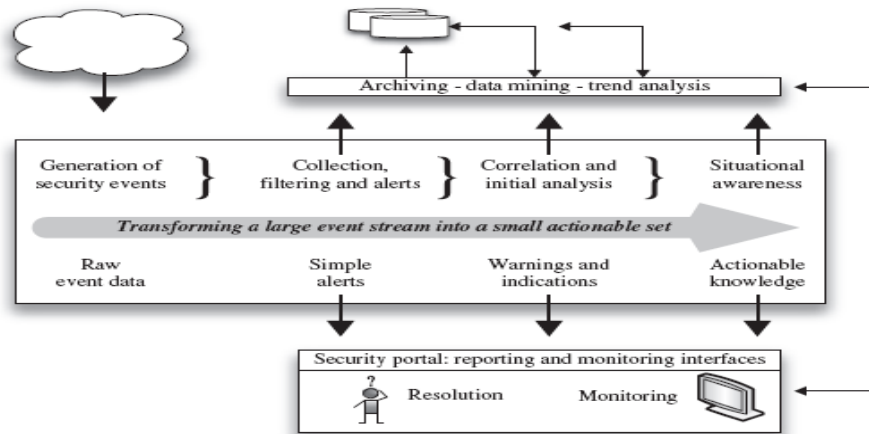 Archiving - data mining - trend analysis
Generation of
security events
}
Collection,
filtering and alerts
}
Correlation and
initial analysis
}
Situational
awareness
Transforming a large event stream into a small actionable set
Raw
event data
Simple
alerts
Warnings and
indications
Actionable
knowledge
Security portal: reporting and monitoring interfaces
?
Resolution
Monitoring